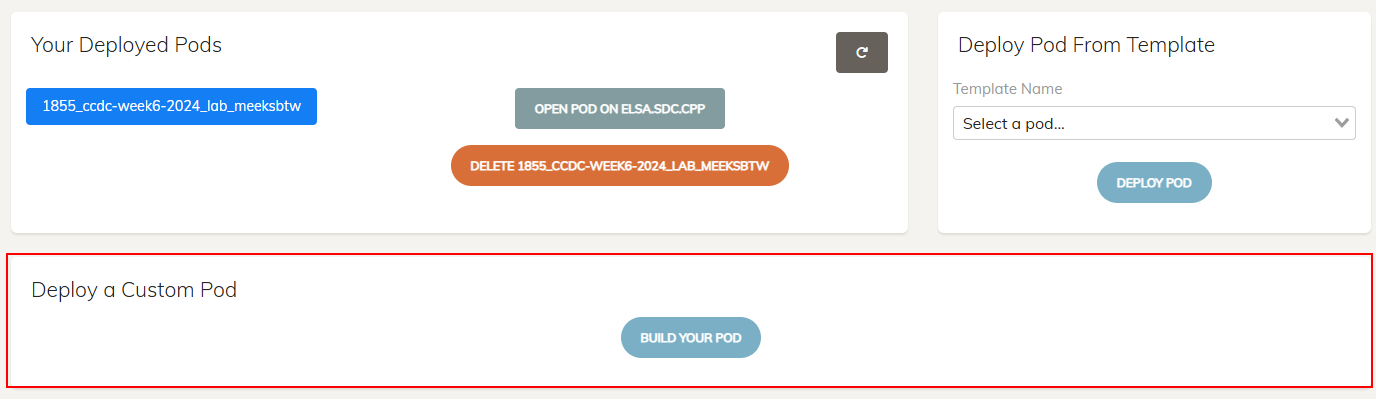 Your Deployed Pods
1855_ccdc-week6-2024_lab_meeksbtw
OPEN POD ON ELSA.SDC.CPP
DELETE 1855_CCDC-WEEK6-2024_LAB_MEEKSBTW
Deploy Pod From Template
Template Name
Select a pod...
DEPLOY POD
Deploy a Custom Pod
BUILD YOUR POD